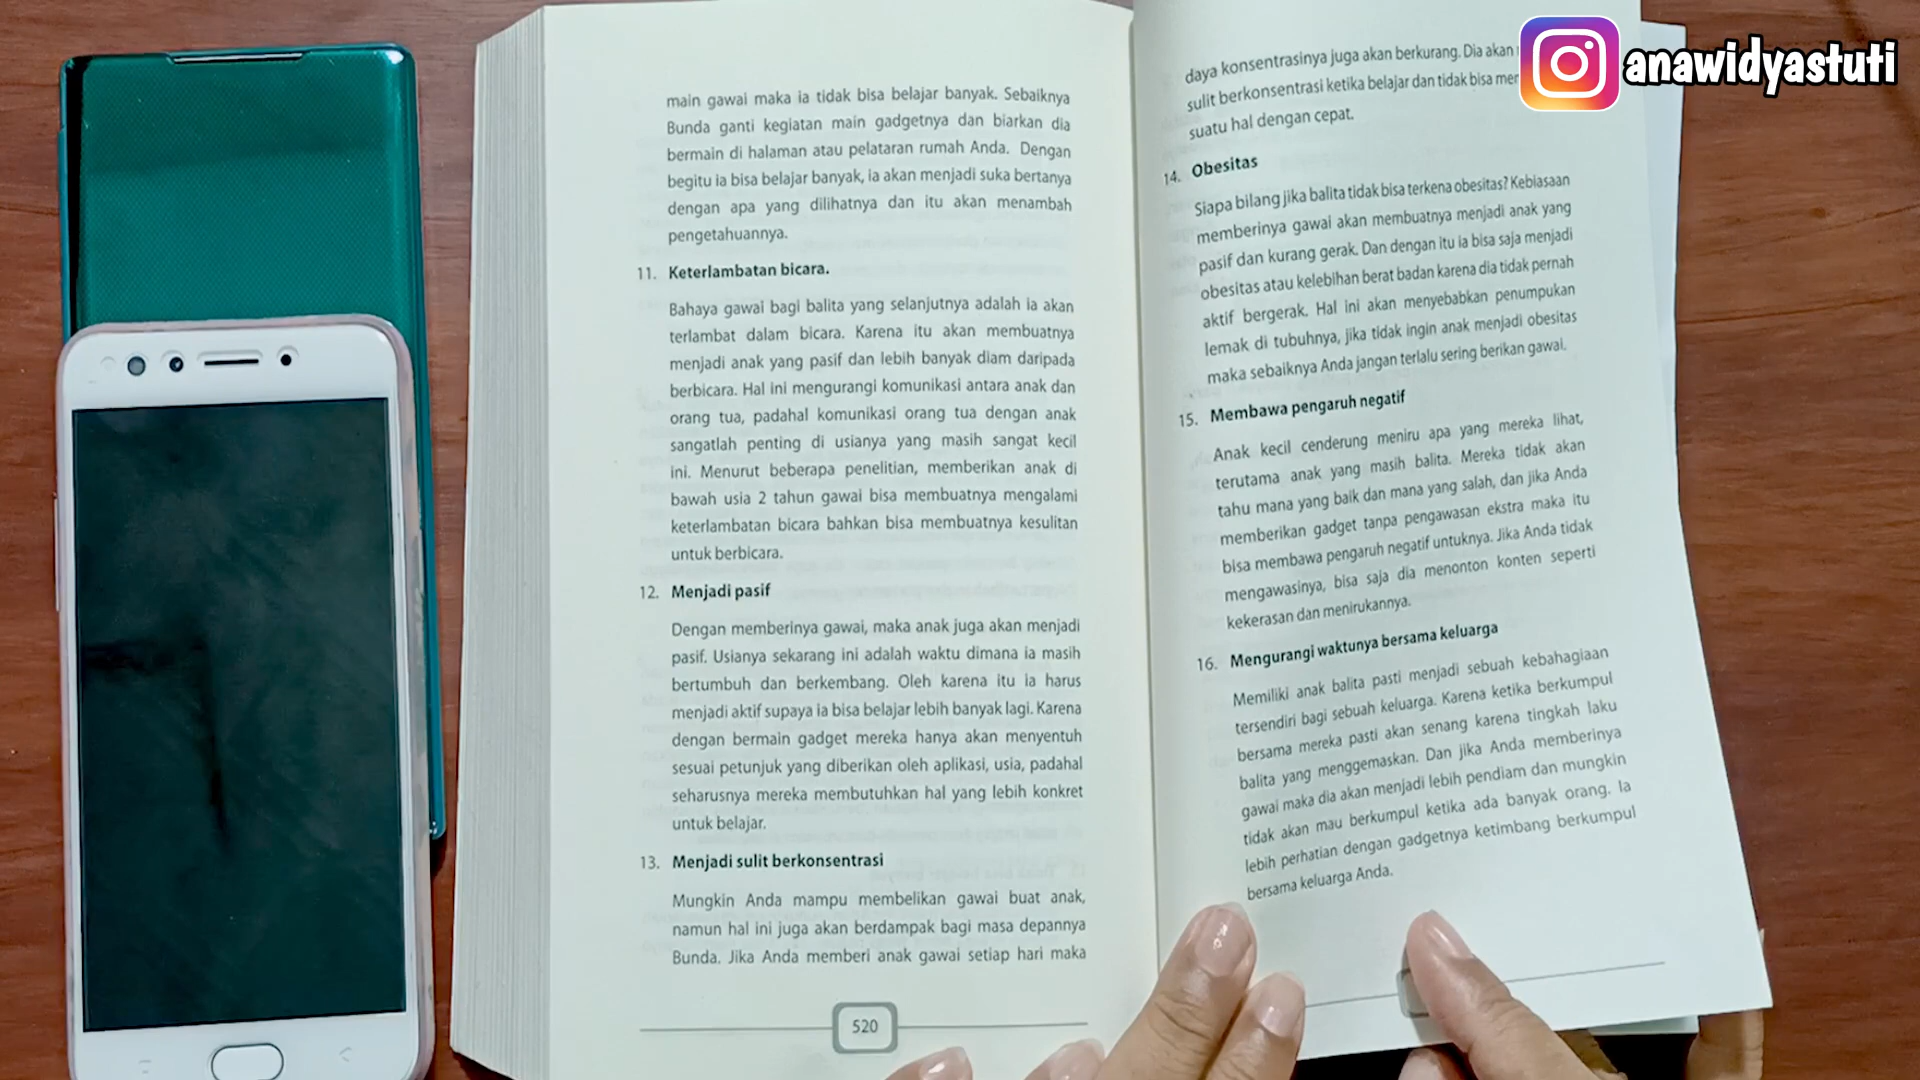 main gawai maka ia tidak bisa belajar banyak. Sebaiknya
Bunda ganti kegiatan main gadgetnya dan biarkan dia
bermain di halaman atau pelataran rumah Anda. Dengan
begitu ia bisa belajar banyak, ia akan menjadi suka bertanya
dengan apa yang dilihatnya dan itu akan menambah
pengetahuannya.
11. Keterlambatan bicara.
Bahaya gawai bagi balita yang selanjutnya adalah ia akan
terlambat dalam bicara. Karena itu akan membuatnya
menjadi anak yang pasif dan lebih banyak diam daripada
berbicara. Hal ini mengurangi komunikasi antara anak dan
orang tua, padahal komunikasi orang tua dengan anak
sangatlah penting di usianya yang masih sangat kecil
ini. Menurut beberapa penelitian, memberikan anak di
bawah usia 2 tahun gawai bisa membuatnya mengalami
keterlambatan bicara bahkan bisa membuatnya kesulitan
untuk berbicara.
12. Menjadi pasif
Dengan memberinya gawai, maka anak juga akan menjadi
pasif. Usianya sekarang ini adalah waktu dimana ia masih
bertumbuh dan berkembang. Oleh karena itu ia harus
menjadi aktif supaya ia bisa belajar lebih banyak lagi. Karena
dengan bermain gadget mereka hanya akan menyentuh
sesuai petunjuk yang diberikan oleh aplikasi, usia, padahal
seharusnya mereka membutuhkan hal yang lebih konkret
untuk belajar.
13. Menjadi sulit berkonsentrasi
Mungkin Anda mampu membelikan gawai buat anak,
namun hal ini juga akan berdampak bagi masa depannya
Bunda. Jika Anda memberi anak gawai setiap hari maka
520
daya konsentrasinya juga akan berkurang. Dia akan
sulit berkonsentrasi ketika belajar dan tidak bisa
suatu hal dengan cepat.
14. Obesitas
Siapa bilang jika balita tidak bisa terkena obesitas? Kebiasaan
memberinya gawai akan membuatnya menjadi anak yang
pasif dan kurang gerak. Dan dengan itu ia bisa saja menjadi
obesitas atau kelebihan berat badan karena dia tidak pernah
aktif bergerak. Hal ini akan menyebabkan penumpukan
lemak di tubuhnya, jika tidak ingin anak menjadi obesitas
maka sebaiknya Anda jangan terlalu sering berikan gawai.
15. Membawa pengaruh negatif
Anak kecil cenderung meniru apa yang mereka lihat,
terutama anak yang masih balita. Mereka tidak akan
tahu mana yang baik dan mana yang salah, dan jika Anda
memberikan gadget tanpa pengawasan ekstra maka itu
bisa membawa pengaruh negatif untuknya. Jika Anda tidak
mengawasinya, bisa saja dia menonton konten seperti
kekerasan dan menirukannya.
16. Mengurangi waktunya bersama keluarga
Memiliki anak balita pasti menjadi sebuah kebahagiaan
tersendiri bagi sebuah keluarga. Karena ketika berkumpul
bersama mereka pasti akan senang karena tingkah laku
balita yang menggemaskan. Dan jika Anda memberinya
gawai maka dia akan menjadi lebih pendiam dan mungkin
tidak akan mau berkumpul ketika ada banyak orang. Ia
lebih perhatian dengan gadgetnya ketimbang berkumpul
bersama keluarga Anda.
anawidyastuti